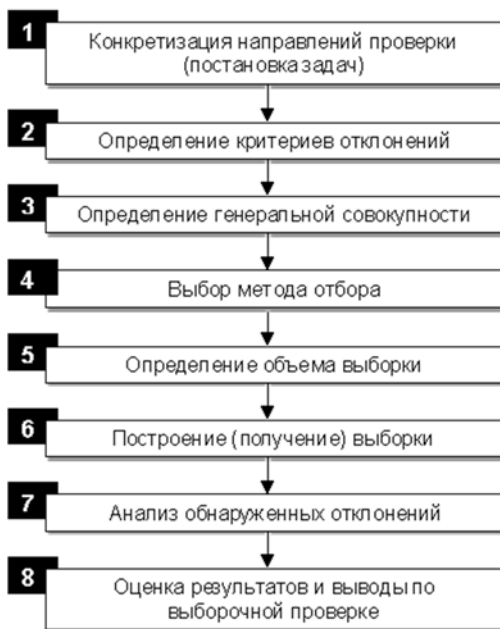 1
Конкретизация направлений проверки
(постановка задач)
2
Определение критериев отклонений
3
Определение генеральной совокупности
4
Выбор метода отбора
5
Определение объема выборки
6
Построение (получение) выборки
7
Анализ обнаруженных отклонений
8
Оценка результатов и выводы по
выборочной проверке